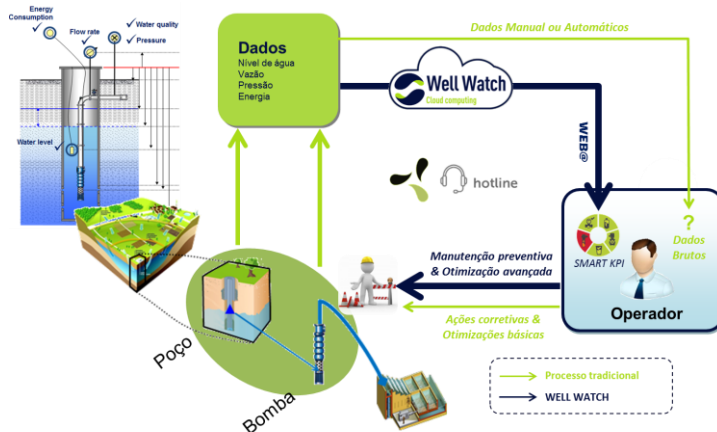 Energy
Consumption
Flow rate
Water quality
Pressure
Water level
Dados
Nível de água
Vazão
Pressão
Energia
Dados Manual ou Automáticos
Well Watch
Cloud computing
WEB@
hotline
?
Dados
Brutos
SMART KPI
Operador
Manutenção preventiva
& Otimização avançada
Ações corretivas &
Otimizações básicas
Poço
Bomba
Processo tradicional
WELL WATCH